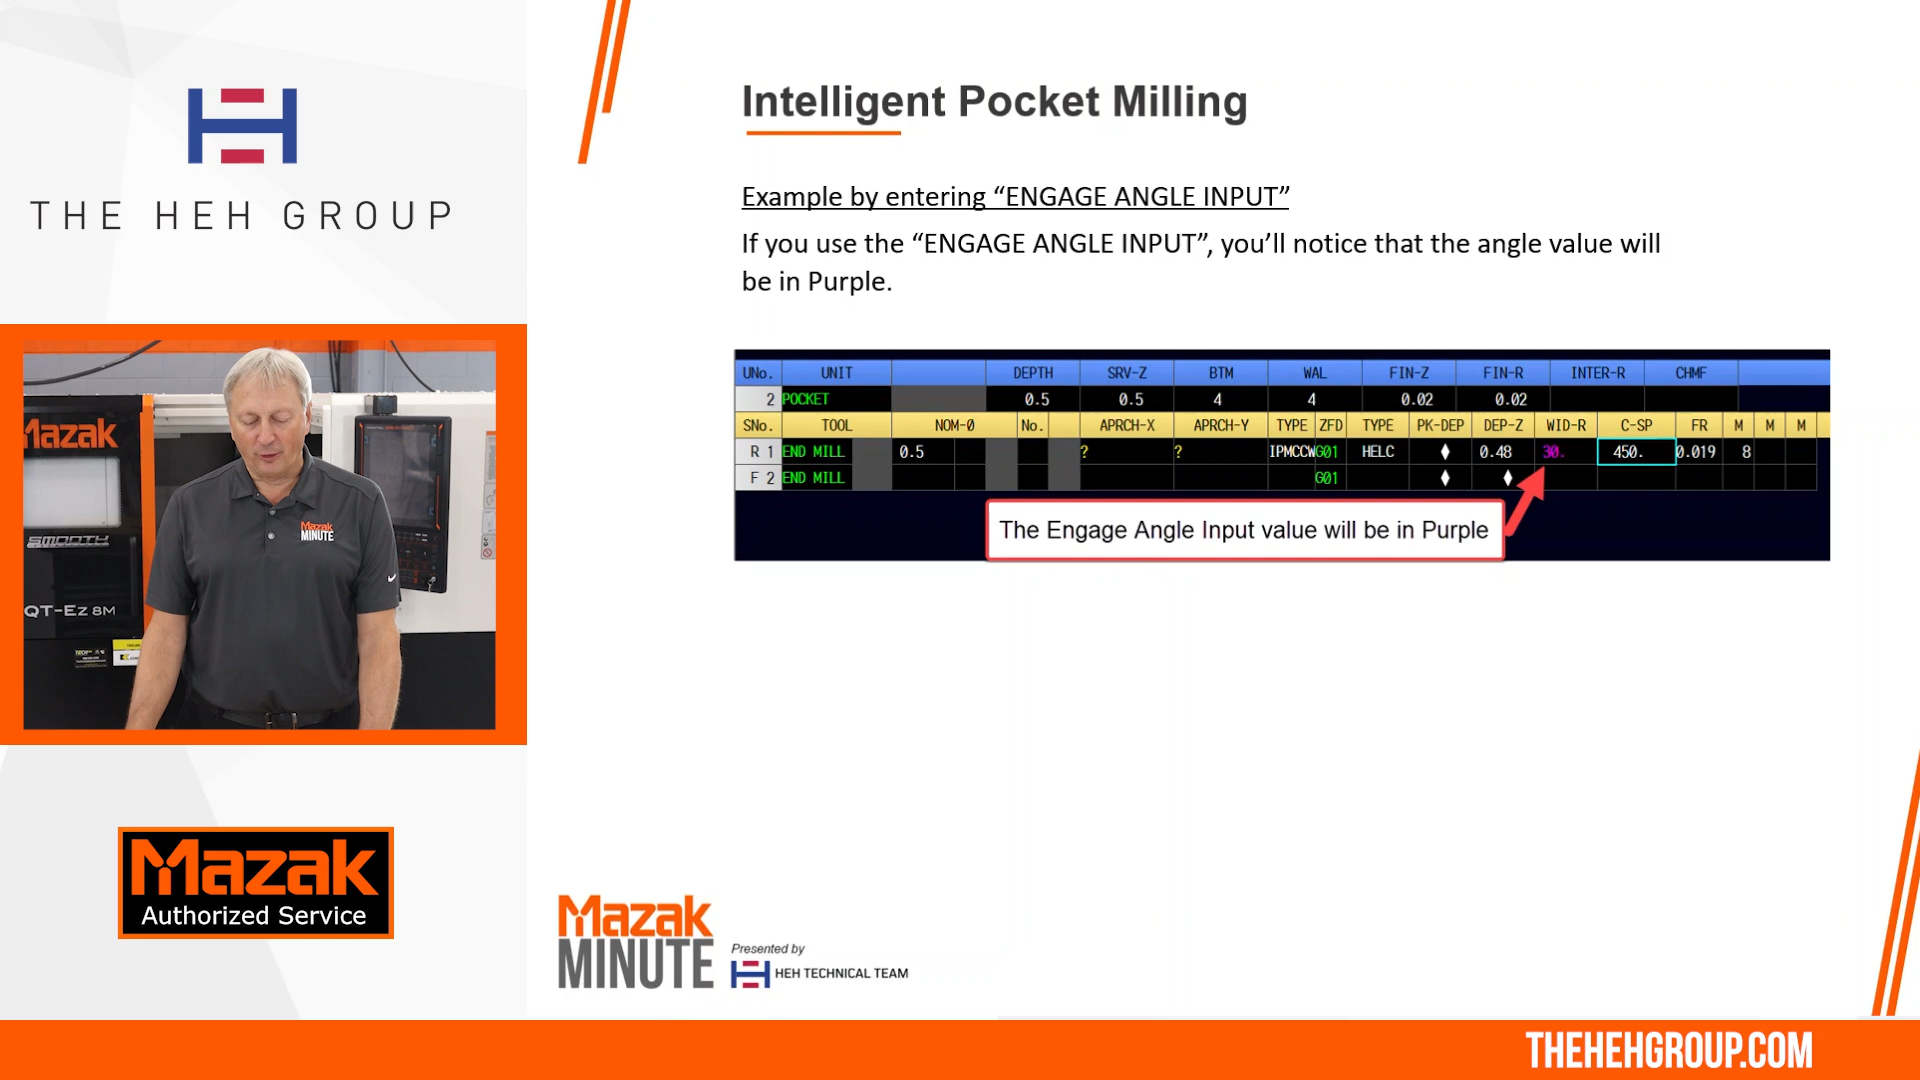 THE HEH GROUP
Mazak
SMOOTH
QT-Ez 8M
Mazak
MINUTE
Mazak
Authorized Service
Intelligent Pocket Milling
Example by entering “ENGAGE ANGLE INPUT”
If you use the “ENGAGE ANGLE INPUT”, you’ll notice that the angle value will
be in Purple.
UNo. UNIT DEPTH SRV-Z BTM WAL FIN-Z FIN-R INTER-R CHMF
2 POCKET 0.5 0.5 4 4 0.02 0.02
SNo. TOOL NOM-Ø No. APRCH-X APRCH-Y TYPE ZFD TYPE PK-DEP DEP-Z WID-R C-SP FR M M M
R 1 END MILL 0.5 ? ? IPMCCW G01 HELC ♦ 0.48 30. 450. 0.019 8
F 2 END MILL G01 ♦ ♦
The Engage Angle Input value will be in Purple
Mazak
MINUTE
Presented by
HEH TECHNICAL TEAM
THEHEHGROUP.COM